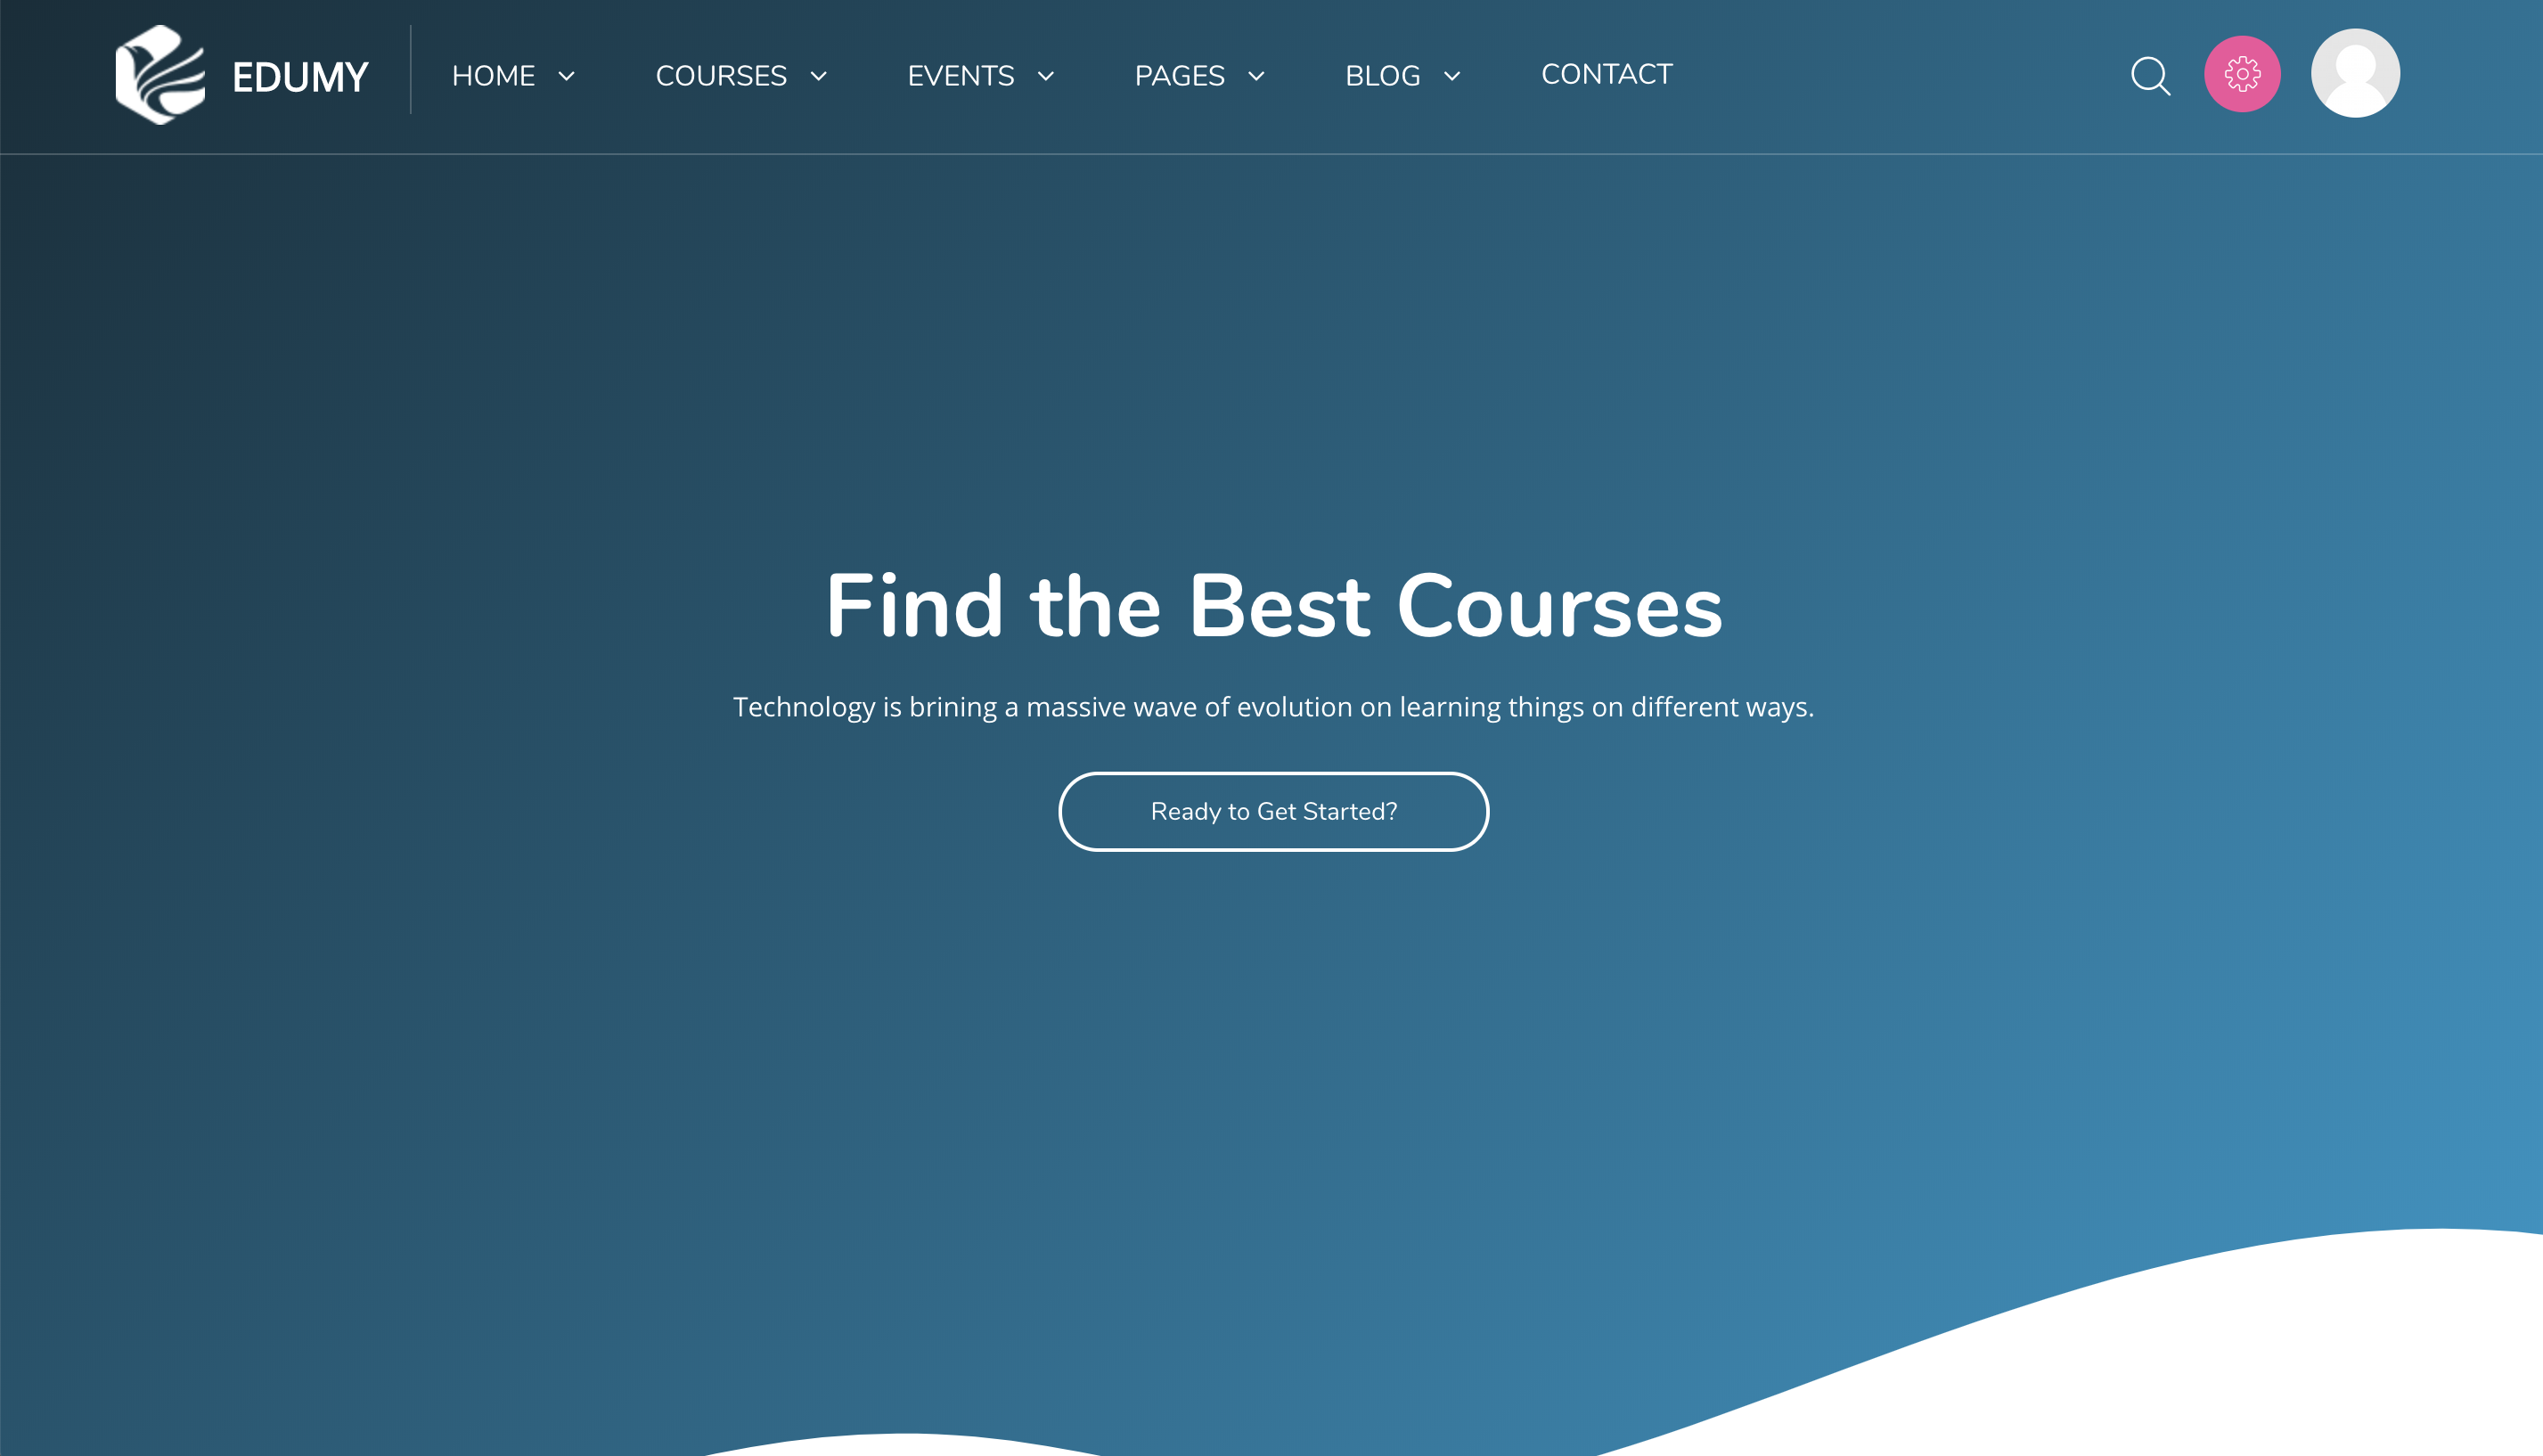 EDUMY HOME COURSES EVENTS PAGES BLOG CONTACT
Find the Best Courses
Technology is brining a massive wave of evolution on learning things on different ways.
Ready to Get Started?